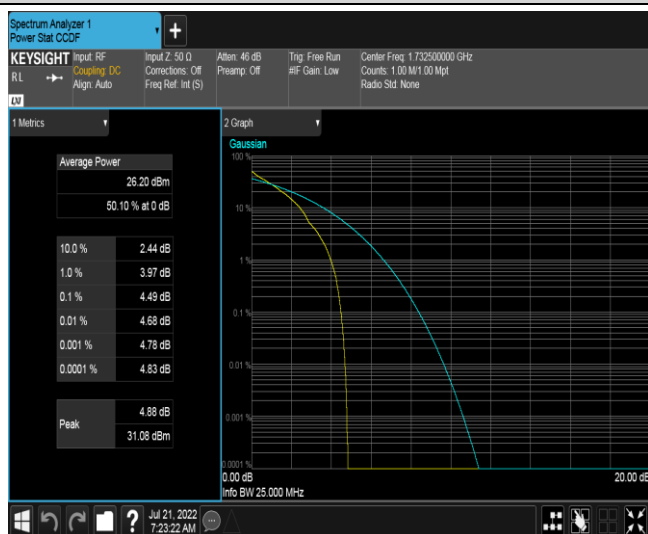 Spectrum Analyzer 1
Power Stat CCDF
KEYSIGHT
RL
LXI
Input: RF
Coupling: DC
Align: Auto
Input Z: 50 Ω
Corrections: Off
Freq Ref: Int (S)
Atten: 46 dB
Preamp: Off
Trig: Free Run
#IF Gain: Low
Center Freq: 1.732500000 GHz
Counts: 1.00 M/1.00 Mpt
Radio Std: None
1 Metrics
Average Power
26.20 dBm
50.10 % at 0 dB
10.0 % 2.44 dB
1.0 % 3.97 dB
0.1 % 4.49 dB
0.01 % 4.68 dB
0.001 % 4.78 dB
0.0001 % 4.83 dB
Peak
4.88 dB
31.08 dBm
2 Graph
Gaussian
100 %
10 %
1 %
0.1 %
0.01 %
0.001 %
0.0001 %
0.00 dB 20.00 dB
Info BW 25.000 MHz
?
Jul 21, 2022
7:23:22 AM